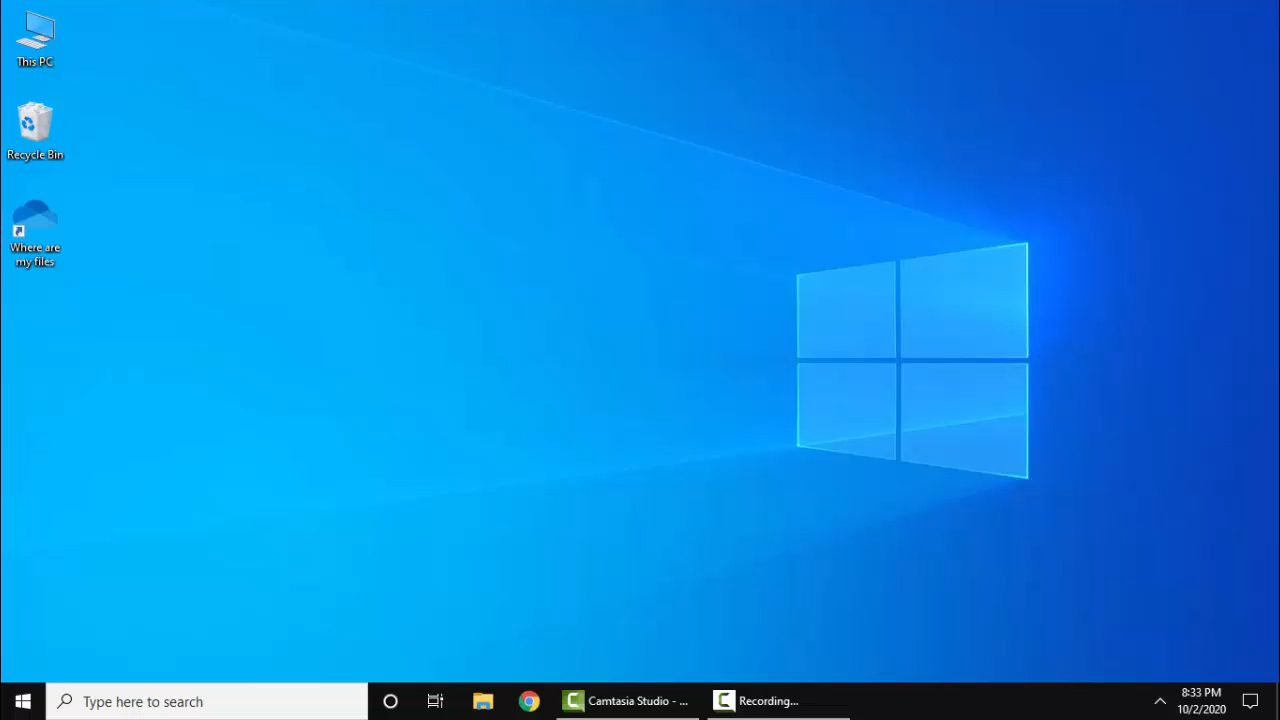 This PC
Recycle Bin
Where are
my files
Type here to search
Camtasia Studio - ...
Recording...
8:33 PM
10/2/2020